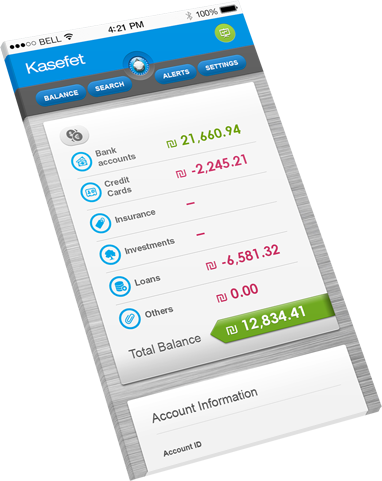 BELL 4:21 PM 100%
Kasefet
BALANCE SEARCH ALERTS SETTINGS
Bank accounts ₪ 21,660.94
Credit Cards ₪ -2,245.21
Insurance –
Investments –
Loans ₪ -6,581.32
Others ₪ 0.00
Total Balance ₪ 12,834.41
Account Information
Account ID